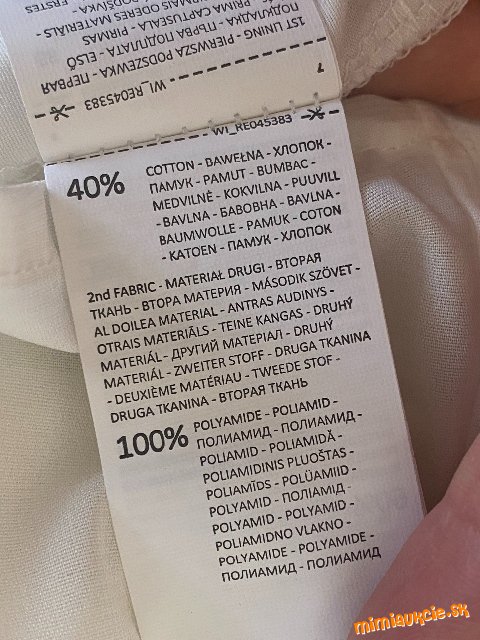 PODSZEWKA - ПЕРВАЯ
1ST LINING - PIERWSZA
ПОДКЛАДКА - ПЪРВА ПОДПЛАТА - ELSŐ
7
WI_RE045383
WI_RE045383
40%
COTTON - BAWEŁNA - ХЛОПОК -
ПАМУК - PAMUT - BUMBAC -
MEDVILNĖ - KOKVILNA - PUUVILL
- BAVLNA - БАВОВНА - BAVLNA -
BAUMWOLLE - PAMUK - COTON
- KATOEN - ПАМУК - ХЛОПОК
2nd FABRIC - MATERIAŁ DRUGI - ВТОРАЯ
ТКАНЬ - ВТОРА МАТЕРИЯ - MÁSODIK SZÖVET -
AL DOILEA MATERIAL - ANTRAS AUDINYS -
OTRAIS MATERIĀLS - TEINE KANGAS - DRUHÝ
MATERIÁL - ДРУГИЙ МАТЕРІАЛ - DRUHÝ
MATERIÁL - ZWEITER STOFF - DRUGA TKANINA
- DEUXIÈME MATÉRIAU - TWEEDE STOF -
DRUGA TKANINA - ВТОРАЯ ТКАНЬ
100%
POLYAMIDE - POLIAMID -
ПОЛИАМИД - ПОЛИАМИД -
POLIAMID - POLIAMIDĂ -
POLIAMIDINIS PLUOŠTAS -
POLIAMĪDS - POLÜAMIID -
POLYAMID - ПОЛІАМІД -
POLYAMID - POLYAMID -
POLIAMIDNO VLAKNO -
POLYAMIDE - POLYAMIDE -
ПОЛИАМИД - ПОЛИАМИД
mimiaukcie.sk